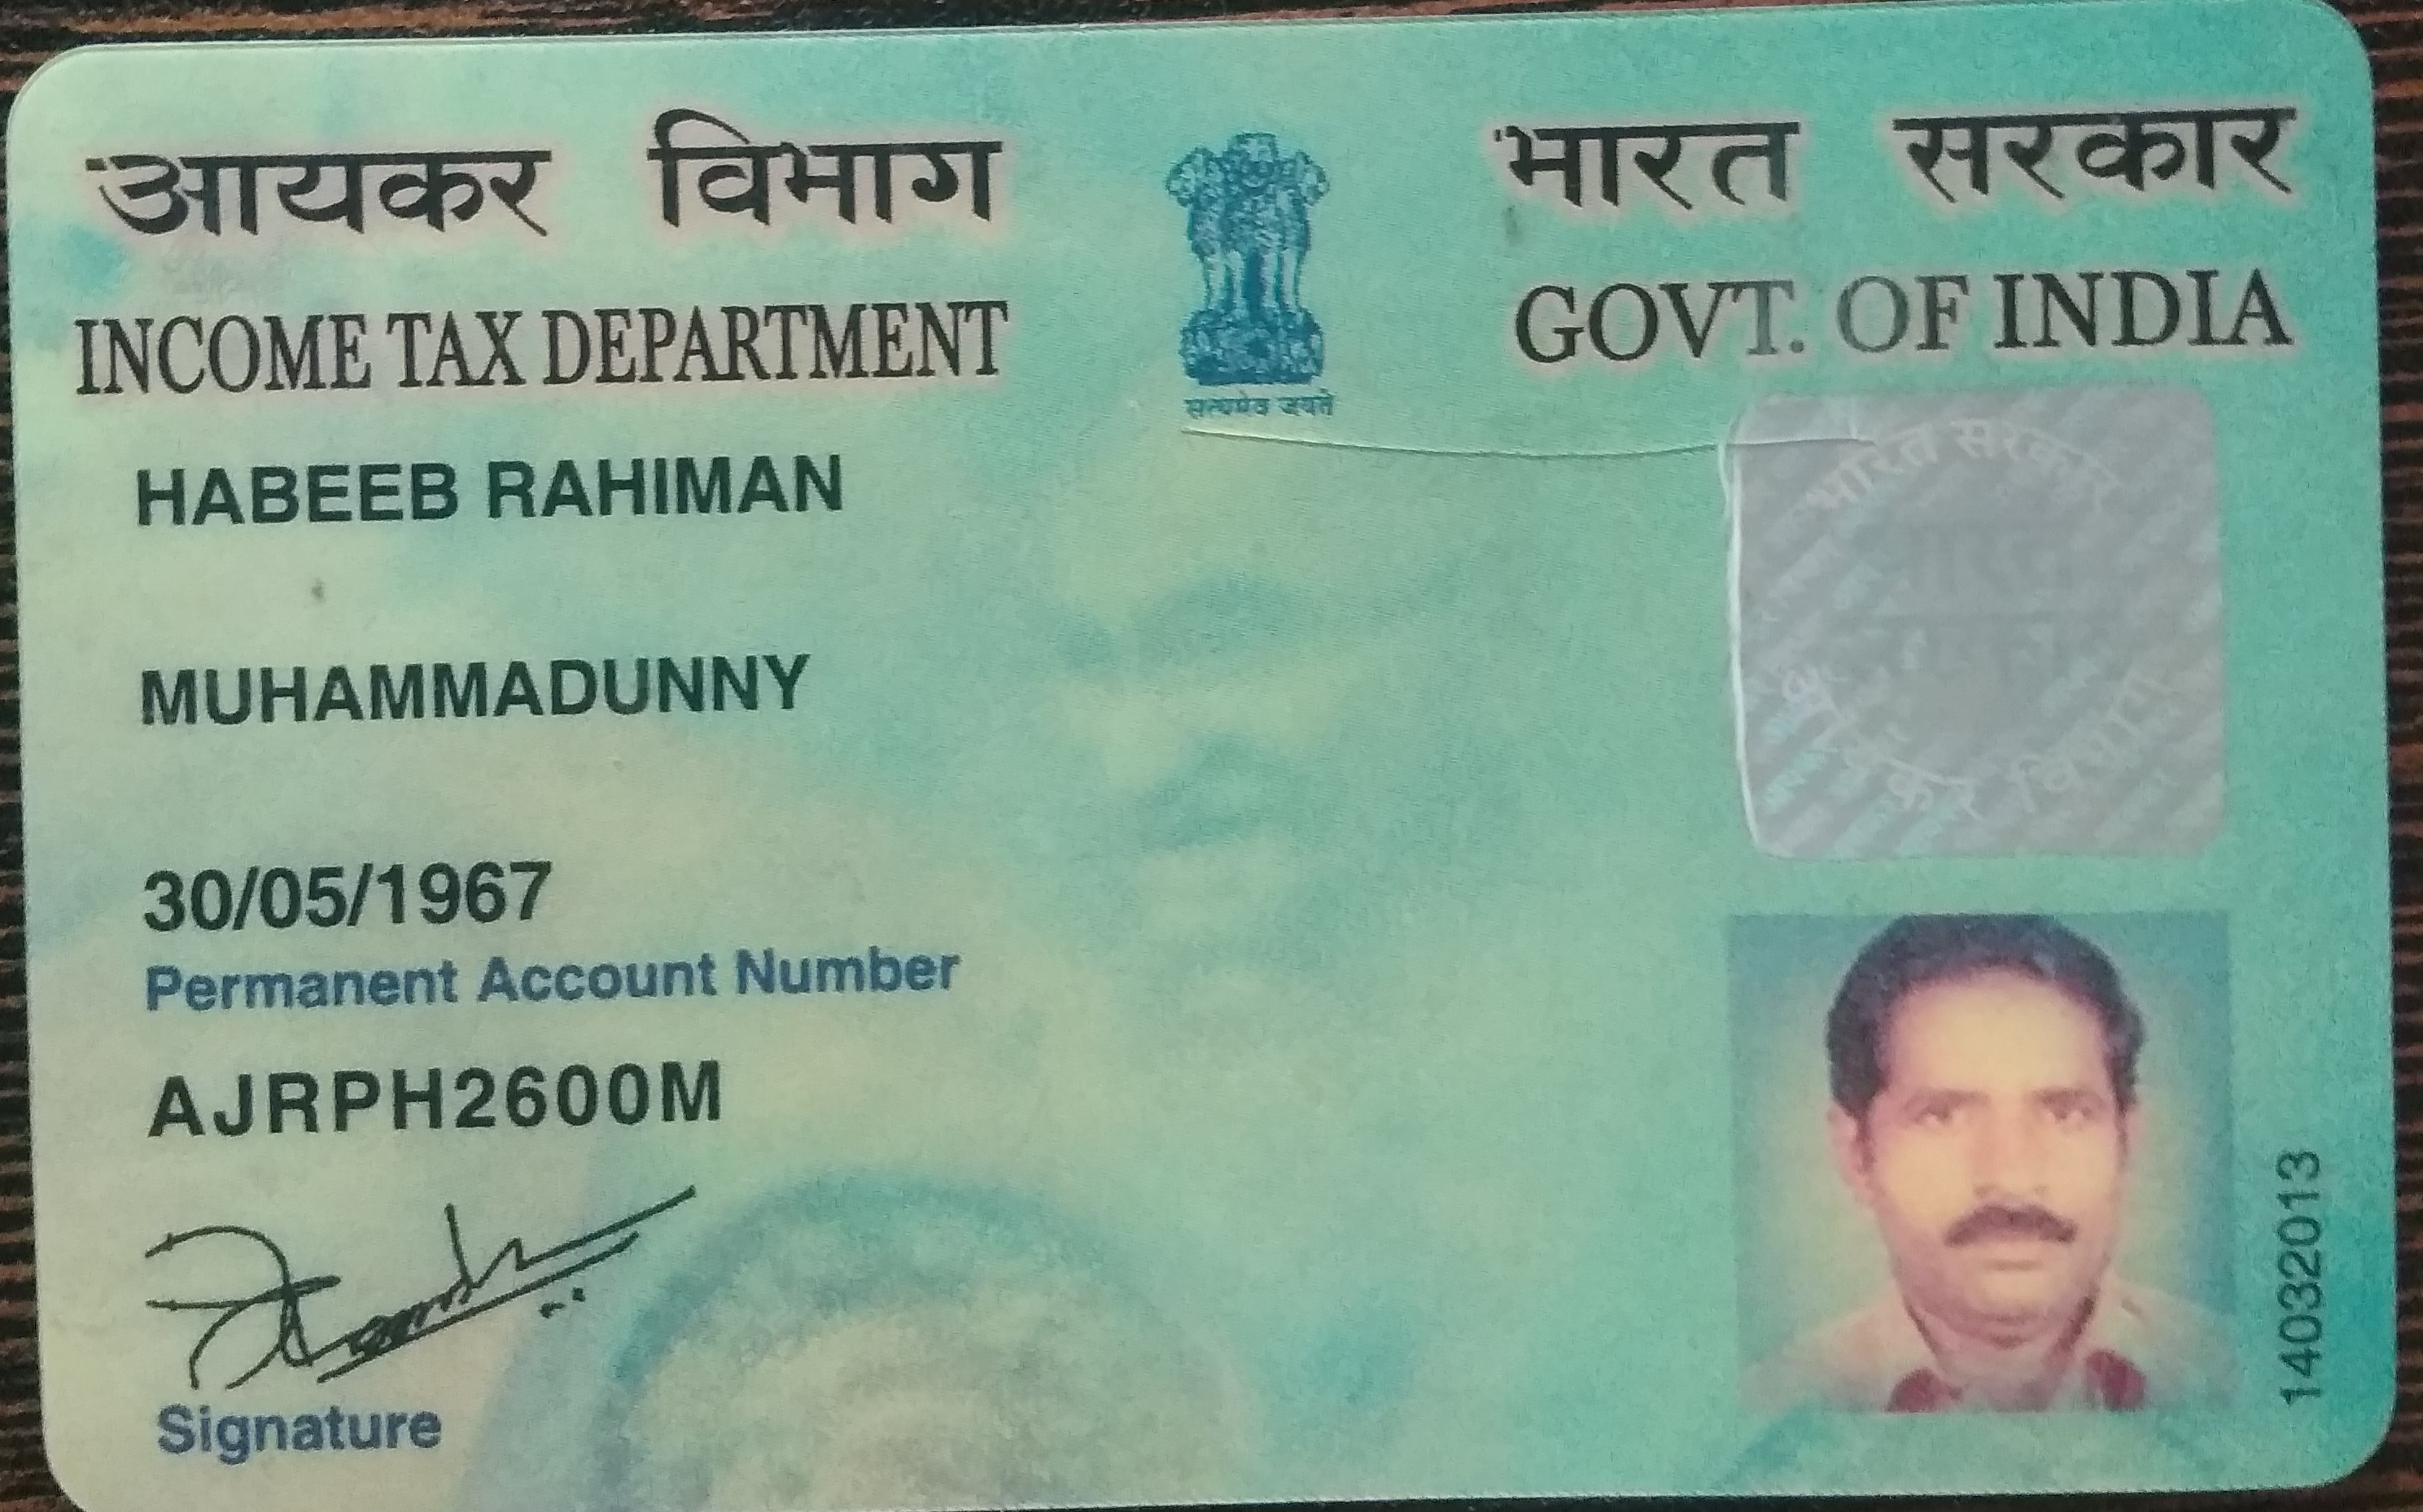 आयकर विभाग
INCOME TAX DEPARTMENT
सत्यमेव जयते
भारत सरकार
GOVT. OF INDIA
HABEEB RAHIMAN
MUHAMMADUNNY
30/05/1967
Permanent Account Number
AJRPH2600M
Signature
भारत सरकार
आयकर विभाग
14032013